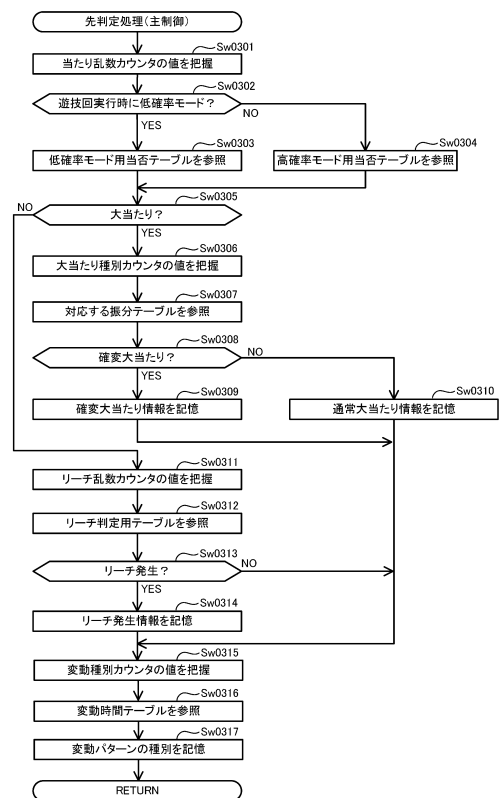 先判定処理(主制御)
Sw0301
当たり乱数カウンタの値を把握
Sw0302
遊技回実行時に低確率モード?
NO
YES
Sw0303
低確率モード用当否テーブルを参照
Sw0304
高確率モード用当否テーブルを参照
Sw0305
NO
大当たり?
YES
Sw0306
大当たり種別カウンタの値を把握
Sw0307
対応する振分テーブルを参照
Sw0308
確変大当たり?
NO
YES
Sw0309
確変大当たり情報を記憶
Sw0310
通常大当たり情報を記憶
Sw0311
リーチ乱数カウンタの値を把握
Sw0312
リーチ判定用テーブルを参照
Sw0313
リーチ発生?
NO
YES
Sw0314
リーチ発生情報を記憶
Sw0315
変動種別カウンタの値を把握
Sw0316
変動時間テーブルを参照
Sw0317
変動パターンの種別を記憶
RETURN